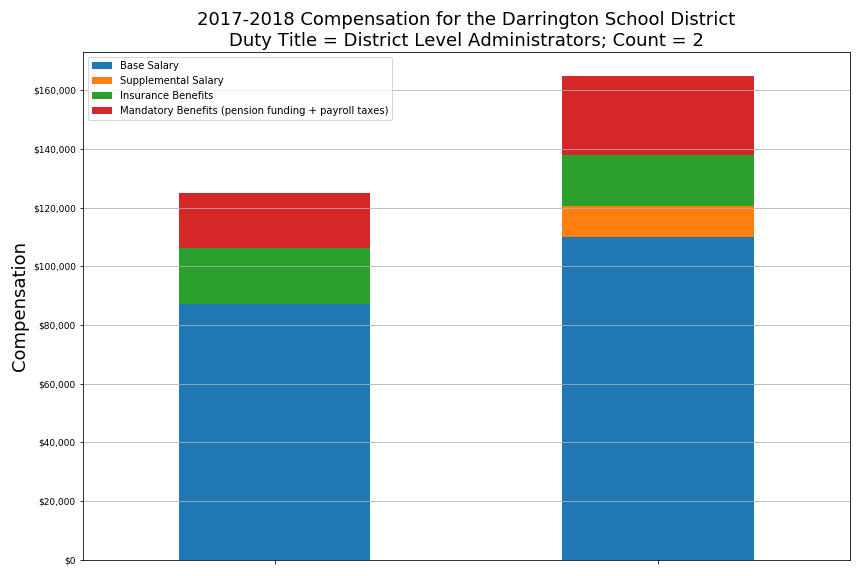 2017-2018 Compensation for the Darrington School District
Duty Title = District Level Administrators; Count = 2
Base Salary
Supplemental Salary
Insurance Benefits
Mandatory Benefits (pension funding + payroll taxes)
Compensation
$160,000
$140,000
$120,000
$100,000
$80,000
$60,000
$40,000
$20,000
$0